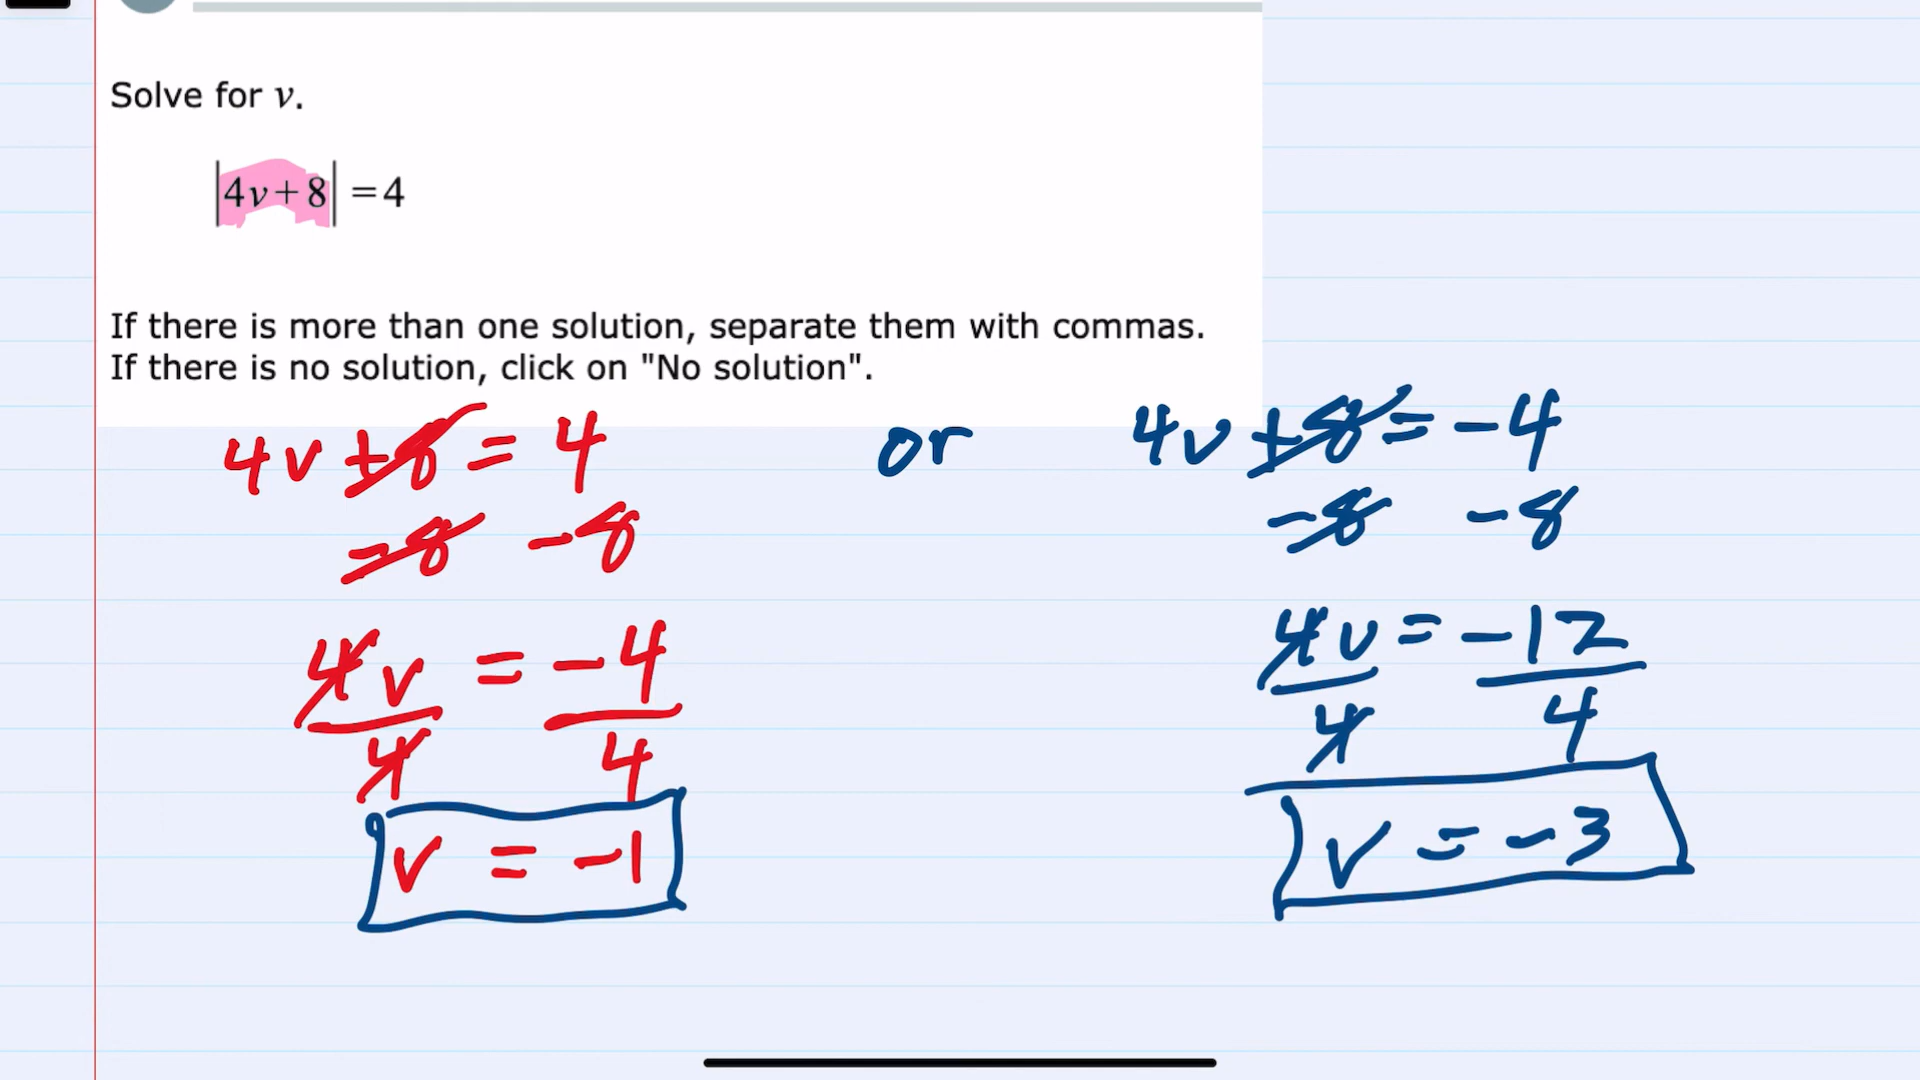 Solve for v.
|4v+8| =4
If there is more than one solution, separate them with commas.
If there is no solution, click on "No solution".
4v +8 = 4 or 4v +8 = -4
-8 -8 -8 -8
4v = -4 4v = -12
4 4 4 4
v = -1 v = -3